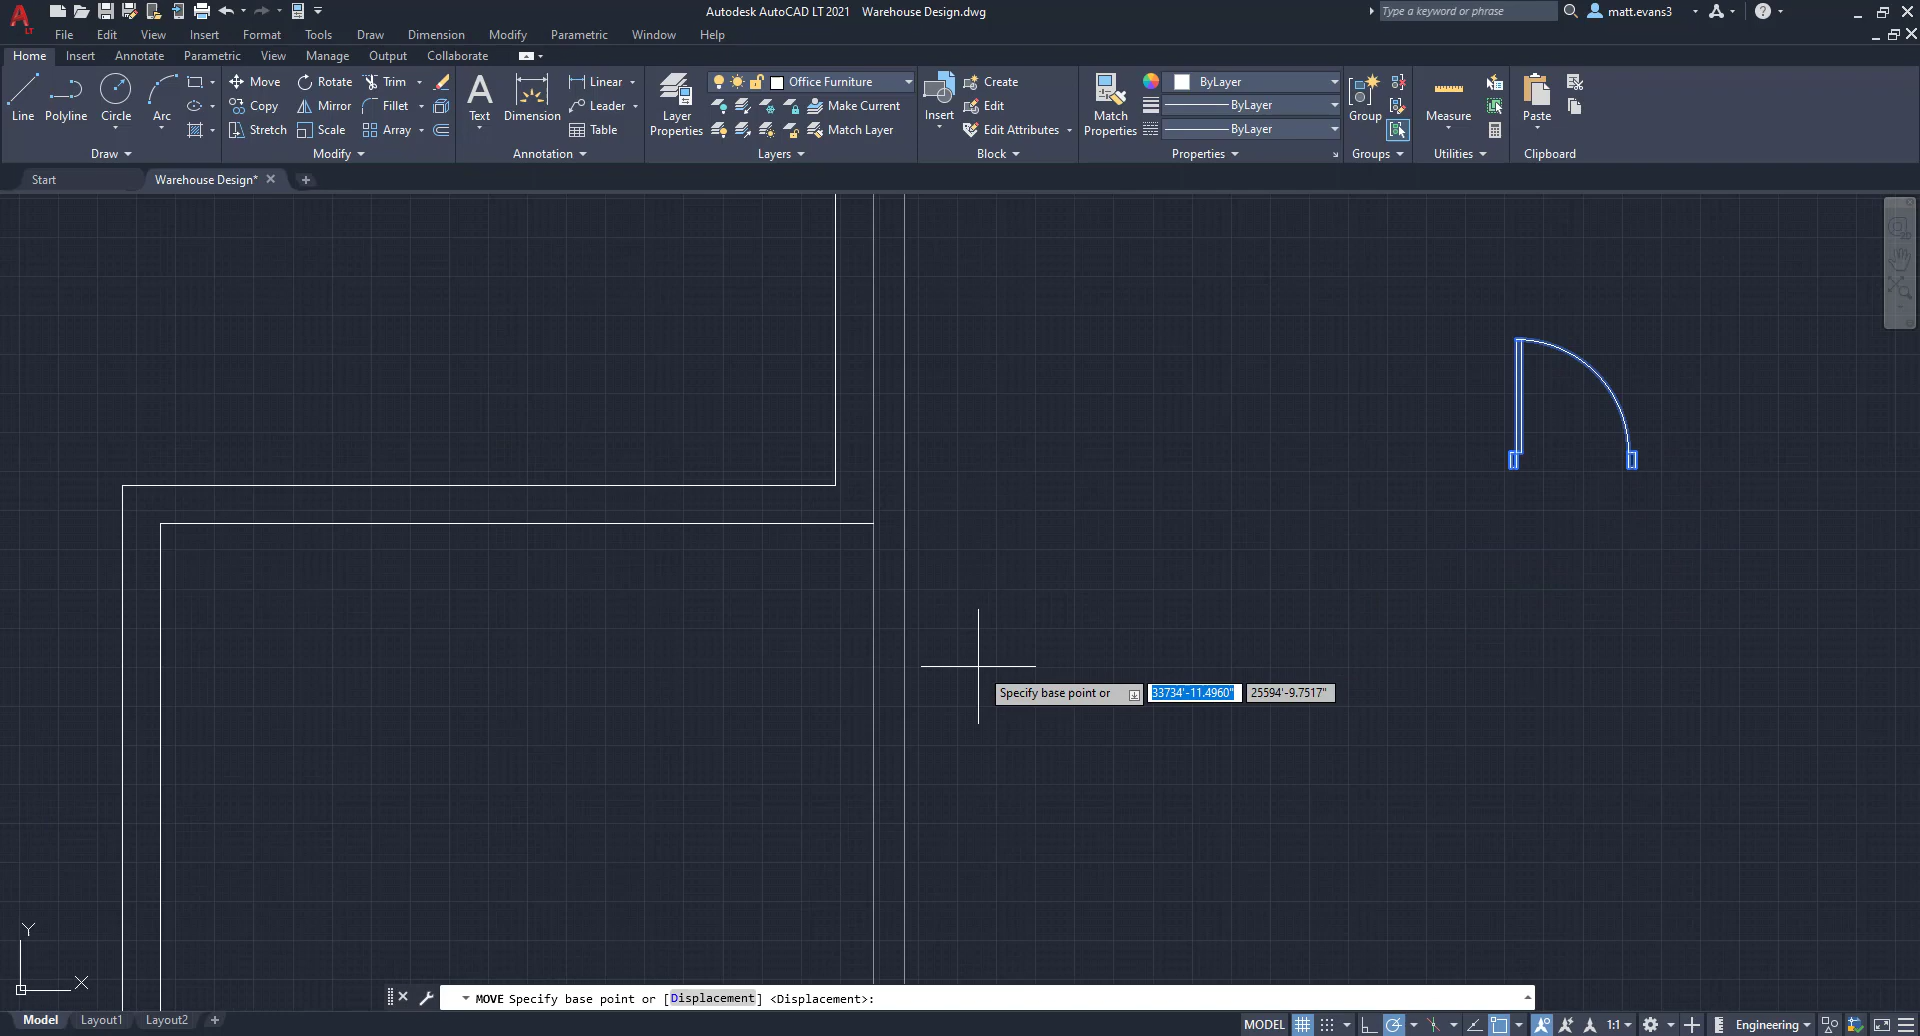 Autodesk AutoCAD LT 2021 Warehouse Design.dwg
Type a keyword or phrase
matt.evans3
LT
File Edit View Insert Format Tools Draw Dimension Modify Parametric Window Help
Home Insert Annotate Parametric View Manage Output Collaborate
Line Polyline Circle Arc
Move Rotate Trim
Copy Mirror Fillet
Stretch Scale Array
Text Dimension
Linear
Leader
Table
Layer Properties
Office Furniture
Make Current
Match Layer
Insert
Create
Edit
Edit Attributes
Match Properties
ByLayer
ByLayer
ByLayer
Group
Measure
Paste
Draw Modify Annotation Layers Block Properties Groups Utilities Clipboard
Start Warehouse Design*
Specify base point or 33734'-11.4960" 25594'-9.7517"
Y
X
MOVE Specify base point or [Displacement] <Displacement>:
Model Layout1 Layout2
MODEL 1:1 Engineering